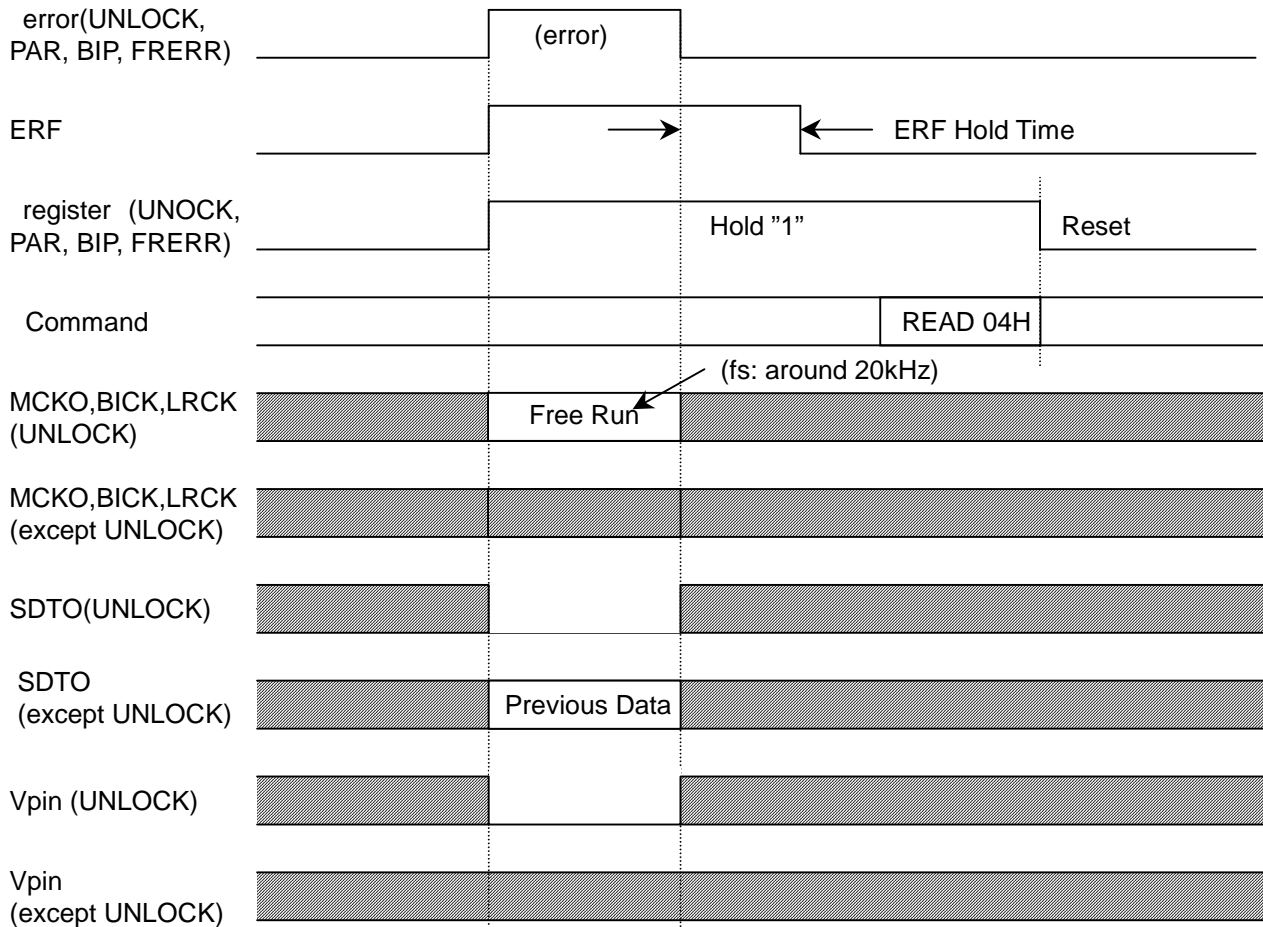 error(UNLOCK,
PAR, BIP, FRERR)
(error)
ERF
ERF Hold Time
register (UNOCK,
PAR, BIP, FRERR)
Hold ”1”
Reset
Command
READ 04H
(fs: around 20kHz)
MCKO,BICK,LRCK
(UNLOCK)
Free Run
MCKO,BICK,LRCK
(except UNLOCK)
SDTO(UNLOCK)
SDTO
(except UNLOCK)
Previous Data
Vpin (UNLOCK)
Vpin
(except UNLOCK)